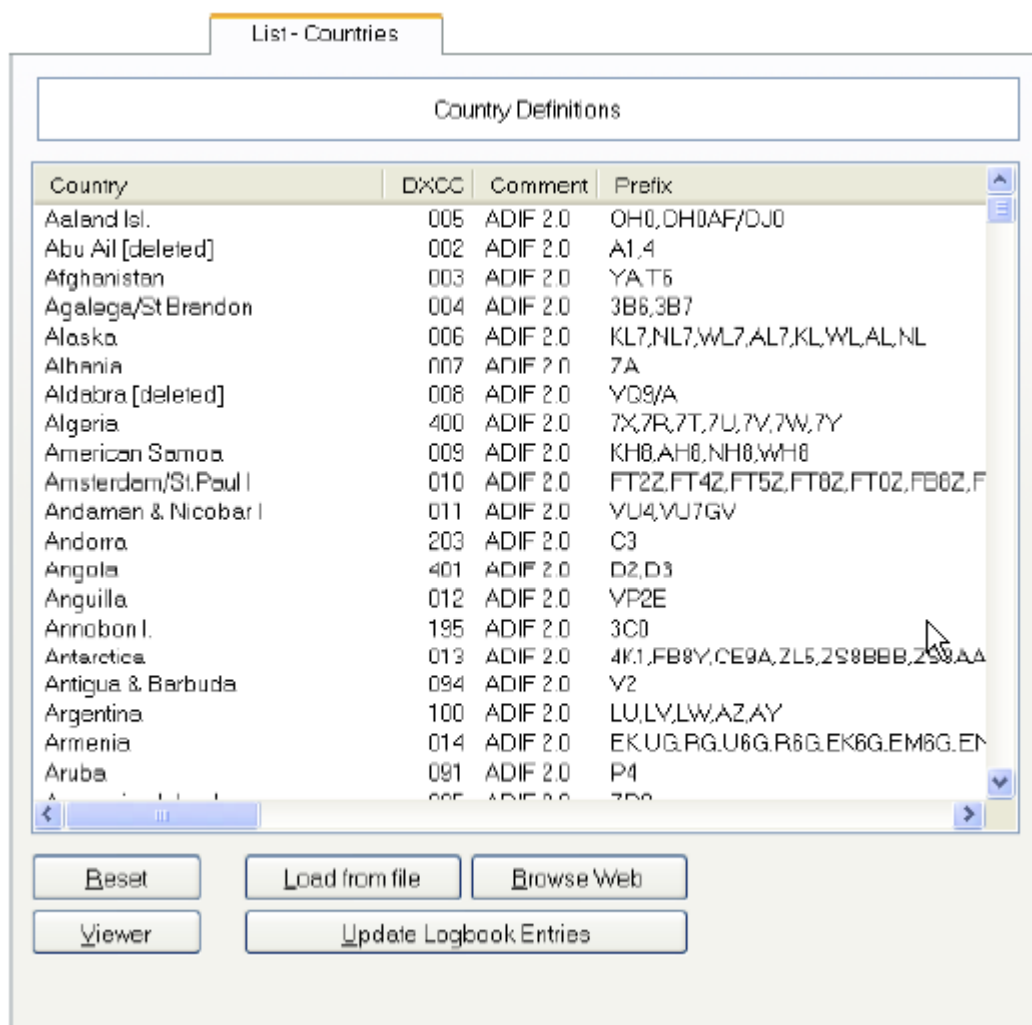 List - Countries
Country Definitions
Country DXCC Comment Prefix
Aaland Isl. 005 ADIF 2.0 OH0,OH0AF/OJ0
Abu Ail [deleted] 002 ADIF 2.0 A1,4
Afghanistan 003 ADIF 2.0 YA,T6
Agalega/St Brandon 004 ADIF 2.0 3B6,3B7
Alaska 006 ADIF 2.0 KL7,NL7,WL7,AL7,KL,WL,AL,NL
Albania 007 ADIF 2.0 ZA
Aldabra [deleted] 008 ADIF 2.0 VQ9/A
Algeria 400 ADIF 2.0 7X,7R,7T,7U,7V,7W,7Y
American Samoa 009 ADIF 2.0 KH8,AH8,NH8,WH8
Amsterdam/St.Paul I 010 ADIF 2.0 FT2Z,FT4Z,FT5Z,FT8Z,FT0Z,FB8Z,F
Andaman & Nicobar I 011 ADIF 2.0 VU4,VU7GV
Andorra 203 ADIF 2.0 C3
Angola 401 ADIF 2.0 D2,D3
Anguilla 012 ADIF 2.0 VP2E
Annobon I. 195 ADIF 2.0 3C0
Antarctica 013 ADIF 2.0 4K1,FB8Y,CE9A,ZL5,ZS8BBB,
Antigua & Barbuda 094 ADIF 2.0 V2
Argentina 100 ADIF 2.0 LU,LV,LW,AZ,AY
Armenia 014 ADIF 2.0 EK,UG,RG,U6G,R6G,EK6G,EM6G,EN
Aruba 091 ADIF 2.0 P4
Reset Load from file Browse Web
Viewer Update Logbook Entries